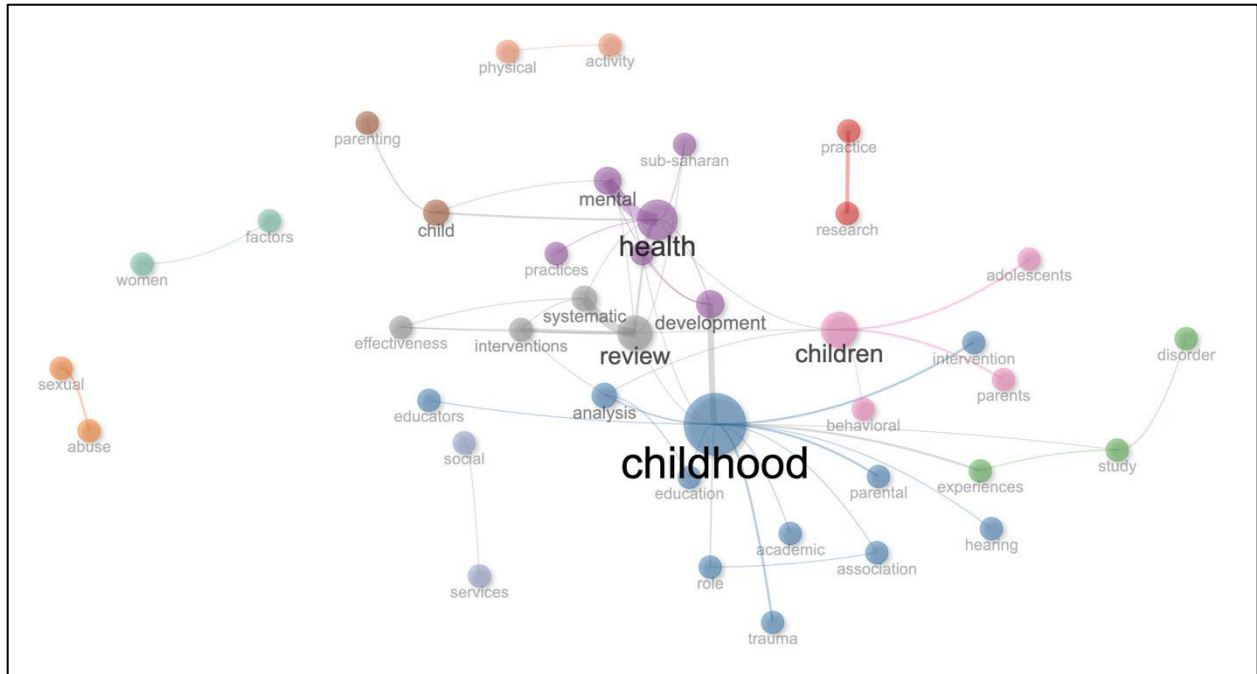 physical
activity
parenting
practice
sub-saharan
mental
child
research
factors
health
women
practices
adolescents
systematic
development
effectiveness
interventions
review
children
intervention
disorder
sexual
parents
educators
analysis
behavioral
abuse
social
childhood
study
education
parental
experiences
academic
hearing
role
association
services
trauma